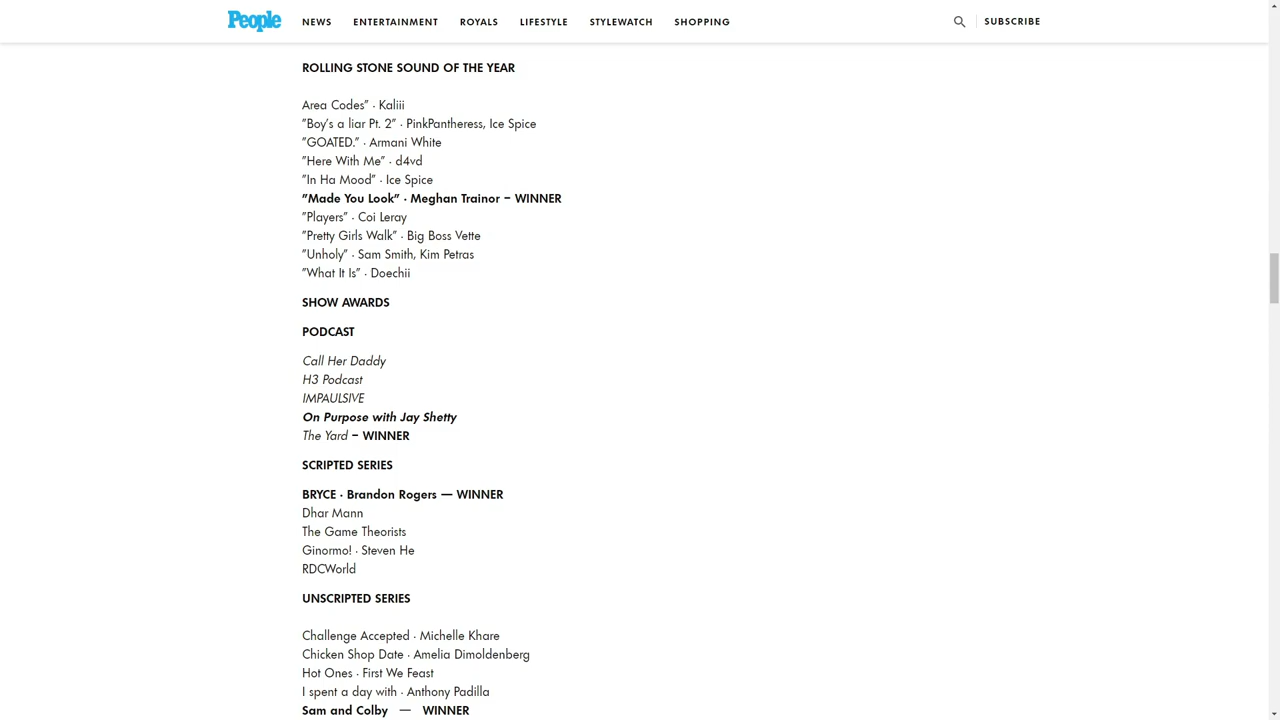 People NEWS ENTERTAINMENT ROYALS LIFESTYLE STYLEWATCH SHOPPING SUBSCRIBE
ROLLING STONE SOUND OF THE YEAR
Area Codes" · Kaliii
"Boy's a liar Pt. 2" · PinkPantheress, Ice Spice
"GOATED." · Armani White
"Here With Me" · d4vd
"In Ha Mood" · Ice Spice
"Made You Look" · Meghan Trainor – WINNER
"Players" · Coi Leray
"Pretty Girls Walk" · Big Boss Vette
"Unholy" · Sam Smith, Kim Petras
"What It Is" · Doechii
SHOW AWARDS
PODCAST
Call Her Daddy
H3 Podcast
IMPAULSIVE
On Purpose with Jay Shetty
The Yard – WINNER
SCRIPTED SERIES
BRYCE · Brandon Rogers — WINNER
Dhar Mann
The Game Theorists
Ginormo! · Steven He
RDCWorld
UNSCRIPTED SERIES
Challenge Accepted · Michelle Khare
Chicken Shop Date · Amelia Dimoldenberg
Hot Ones · First We Feast
I spent a day with · Anthony Padilla
Sam and Colby — WINNER